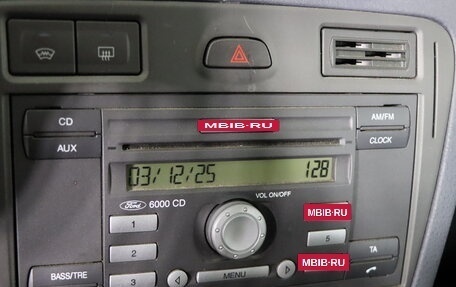 MBIB-RU
CD
AM/FM
AUX
CLOCK
03/12/25 128
Ford 6000 CD
VOL ON/OFF
1
MBIB-RU
2
5
TA
BASS/TRE
3
MENU
MBIB-RU